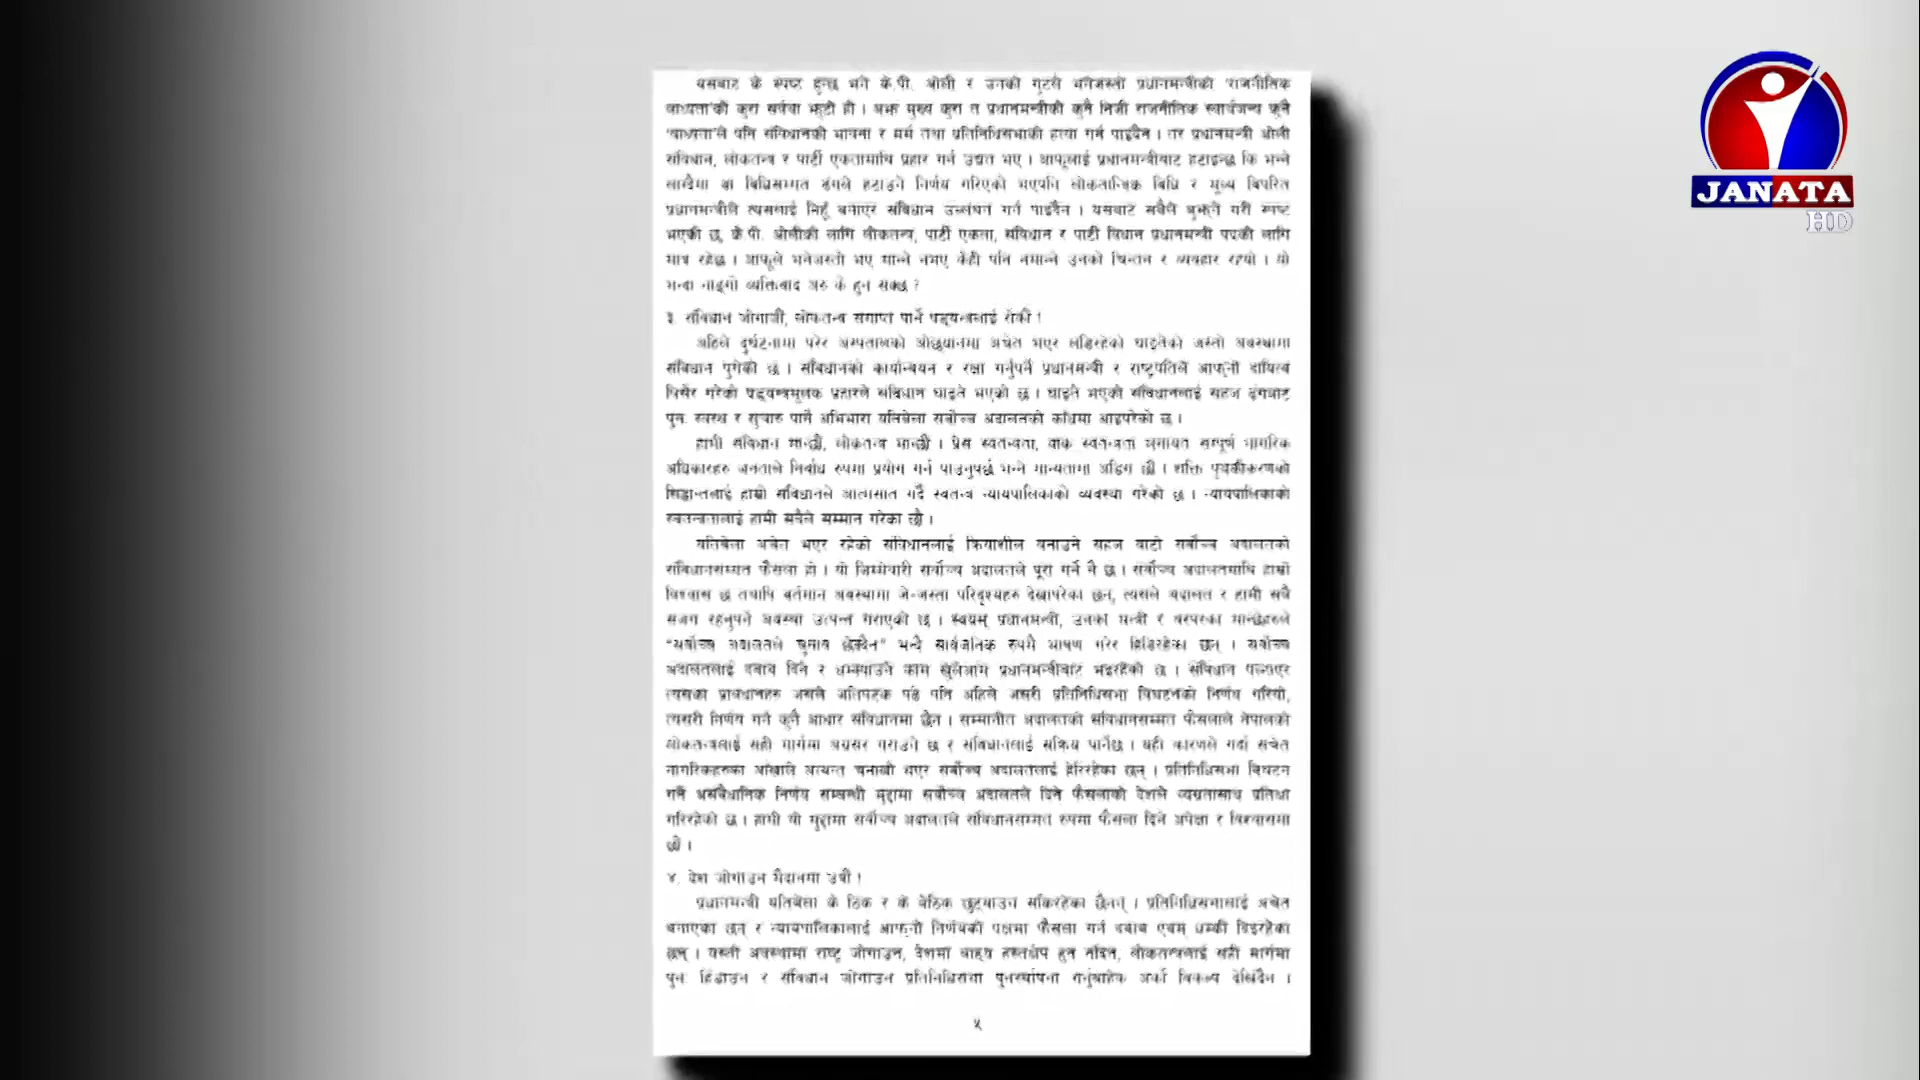 यसबाट के स्पष्ट हुन्छ भने के.पी. ओली र उनको गुटले भनेजस्तो प्रधानमन्त्रीको 'राजनीतिक
बाध्यता'को कुरा सर्वथा झुटो हो । अझ मुख्य कुरा त प्रधानमन्त्रीको कुनै निजी राजनीतिक स्वार्थजन्य कुनै
'बाध्यता'ले पनि संविधानको भावना र मर्म तथा प्रतिनिधिसभाको हत्या गर्न पाइदैन । तर प्रधानमन्त्री ओली
संविधान, लोकतन्त्र र पार्टी एकतामाथि प्रहार गर्न उद्यत भए । आफूलाई प्रधानमन्त्रीबाट हटाइन्छ कि भन्ने
लाग्दैमा वा विधिसम्मत ढंगले हटाउने निर्णय गरिएको भएपनि लोकतान्त्रिक विधि र मूल्य विपरित
प्रधानमन्त्रीले त्यसलाई निहुँ बनाएर संविधान उल्लंघन गर्न पाइदैन । यसबाट सबैले बुझ्ने गरी स्पष्ट
भएको छ, के.पी. ओलीको लागि लोकतन्त्र, पार्टी एकता, संविधान र पार्टी विधान प्रधानमन्त्री पदको लागि
मात्र रहेछ । आफूले भनेजस्तो भए मान्ने नभए केही पनि नमान्ने उनको चिन्तन र व्यवहार रह्यो । यो
भन्दा नाङ्गो व्यक्तिवाद अरु के हुन सक्छ ?
३. संविधान जोगाऔं, लोकतन्त्र समाप्त पार्ने षड्यन्त्रलाई रोकौं !
अहिले दुर्घटनामा परेर अस्पतालको ओछ्यानमा अचेत भएर लडिरहेको घाइतेको जस्तो अवस्थामा
संविधान पुगेको छ । संविधानको कार्यान्वयन र रक्षा गर्नुपर्ने प्रधानमन्त्री र राष्ट्रपतिले आफ्नो दायित्व
बिर्सेर गरेको षड्यन्त्रमूलक प्रहारले संविधान घाइते भएको छ । घाइते भएको संविधानलाई सहज ढंगबाट
पुनः स्वस्थ र सुचारु पार्ने अभिभारा यतिबेला सर्वोच्च अदालतको काँधमा आइपरेको छ ।
हामी संविधान मान्छौं, लोकतन्त्र मान्छौं । प्रेस स्वतन्त्रता, वाक स्वतन्त्रता लगायत सम्पूर्ण नागरिक
अधिकारहरु जनताले निर्बाध रुपमा प्रयोग गर्न पाउनुपर्छ भन्ने मान्यतामा अडिग छौं । शक्ति पृथकीकरणको
सिद्धान्तलाई हाम्रो संविधानले आत्मसात गर्दै स्वतन्त्र न्यायपालिकाको व्यवस्था गरेको छ । न्यायपालिकाको
स्वतन्त्रतालाई हामी सबैले सम्मान गरेका छौं ।
यतिबेला अचेत भएर रहेको संविधानलाई क्रियाशील बनाउने सहज बाटो सर्वोच्च अदालतको
संविधानसम्मत फैसला हो । यो जिम्मेवारी सर्वोच्च अदालतले पूरा गर्ने नै छ । सर्वोच्च अदालतमाथि हाम्रो
विश्वास छ तथापि वर्तमान अवस्थामा जे-जस्ता परिदृश्यहरु देखापरेका छन्, त्यसले अदालत र हामी सबै
सजग रहनुपर्ने अवस्था उत्पन्न गराएको छ । स्वयम् प्रधानमन्त्री, उनका मन्त्री र वरपरका मान्छेहरुले
"सर्वोच्च अदालतले चुनाव छेक्दैन" भन्दै सार्वजनिक रुपमै भाषण गरेर हिडिरहेका छन् । सर्वोच्च
अदालतलाई दबाव दिने र धम्क्याउने काम खुलेआम प्रधानमन्त्रीबाट भइरहेको छ । संविधान पल्टाएर
त्यसका प्रावधानहरु जसले जतिपटक पढे पनि अहिले जसरी प्रतिनिधिसभा विघटनको निर्णय गरियो,
त्यसरी निर्णय गर्न कुनै आधार संविधानमा छैन । सम्मानीत अदालतको संविधानसम्मत फैसलाले नेपालको
लोकतन्त्रलाई सही मार्गमा अग्रसर गराउने छ र संविधानलाई सक्रिय पार्नेछ । यही कारणले गर्दा सचेत
नागरिकहरुका आँखाले अत्यन्त चनाखो भएर सर्वोच्च अदालतलाई हेरिरहेका छन् । प्रतिनिधिसभा विघटन
गर्ने असंवैधानिक निर्णय सम्बन्धी मुद्दामा सर्वोच्च अदालतले दिने फैसलाको देशले व्यग्रतासाथ प्रतिक्षा
गरिरहेको छ । हामी यो मुद्दामा सर्वोच्च अदालतले संविधानसम्मत रुपमा फैसला दिने अपेक्षा र विश्वासमा
छौं ।
४. देश जोगाउन मैदानमा उत्रौं !
प्रधानमन्त्री यतिबेला के ठिक र के बेठिक छुट्याउन सकिरहेका छैनन् । प्रतिनिधिसभालाई अचेत
बनाएका छन् र न्यायपालिकालाई आफ्नो निर्णयको पक्षमा फैसला गर्न दबाब एवम् धम्की दिइरहेका
छन् । यस्तो अवस्थामा राष्ट्र जोगाउन, देशमा बाह्य हस्तक्षेप हुन नदिन, लोकतन्त्रलाई सही मार्गमा
पुनः हिंडाउन र संविधान जोगाउन प्रतिनिधिसभा पुनर्स्थापना गर्नुबाहेक अर्को विकल्प देखिदैन ।
५
JANATA
HD